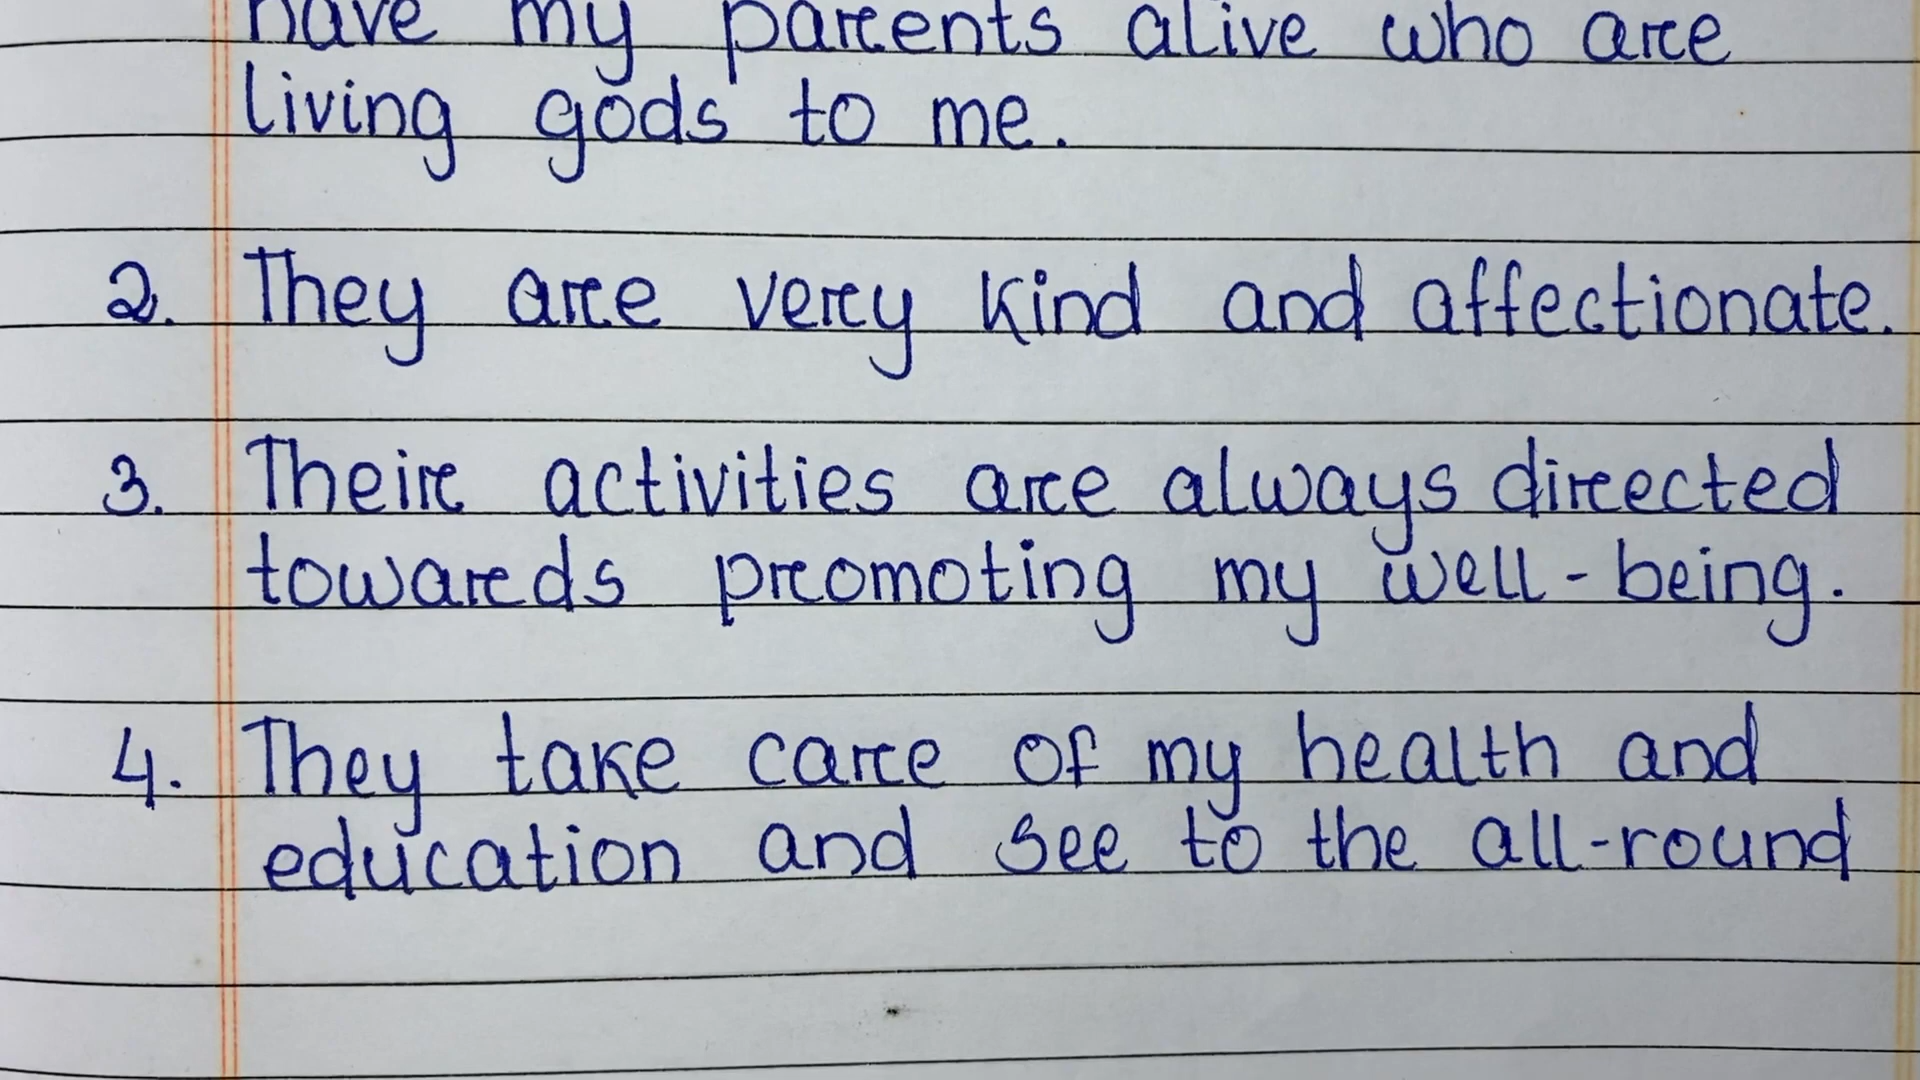 have my parents alive who are
living gods to me.
2. They are very kind and affectionate.
3. Their activities are always directed
towards promoting my well-being.
4. They take care of my health and
education and see to the all-round